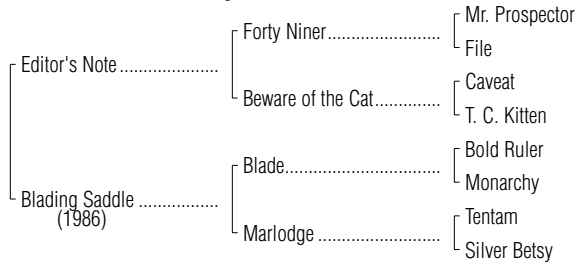 Mr. Prospector
Forty Niner
File
Editor's Note
Caveat
Beware of the Cat
T. C. Kitten
Bold Ruler
Blade
Monarchy
Blading Saddle
(1986)
Tentam
Marlodge
Silver Betsy